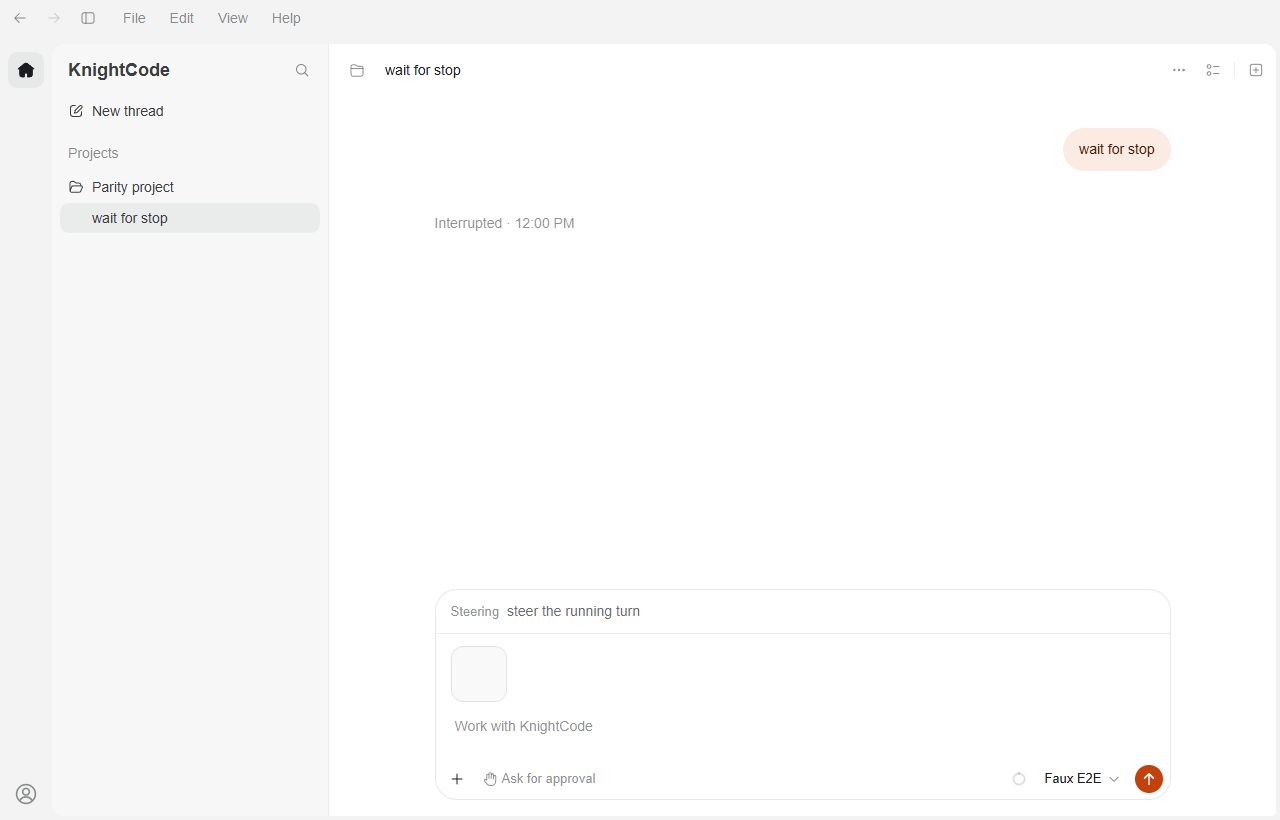 File Edit View Help
KnightCode
New thread
Projects
Parity project
wait for stop
wait for stop
wait for stop
Interrupted · 12:00 PM
Steering steer the running turn
Work with KnightCode
Ask for approval
Faux E2E